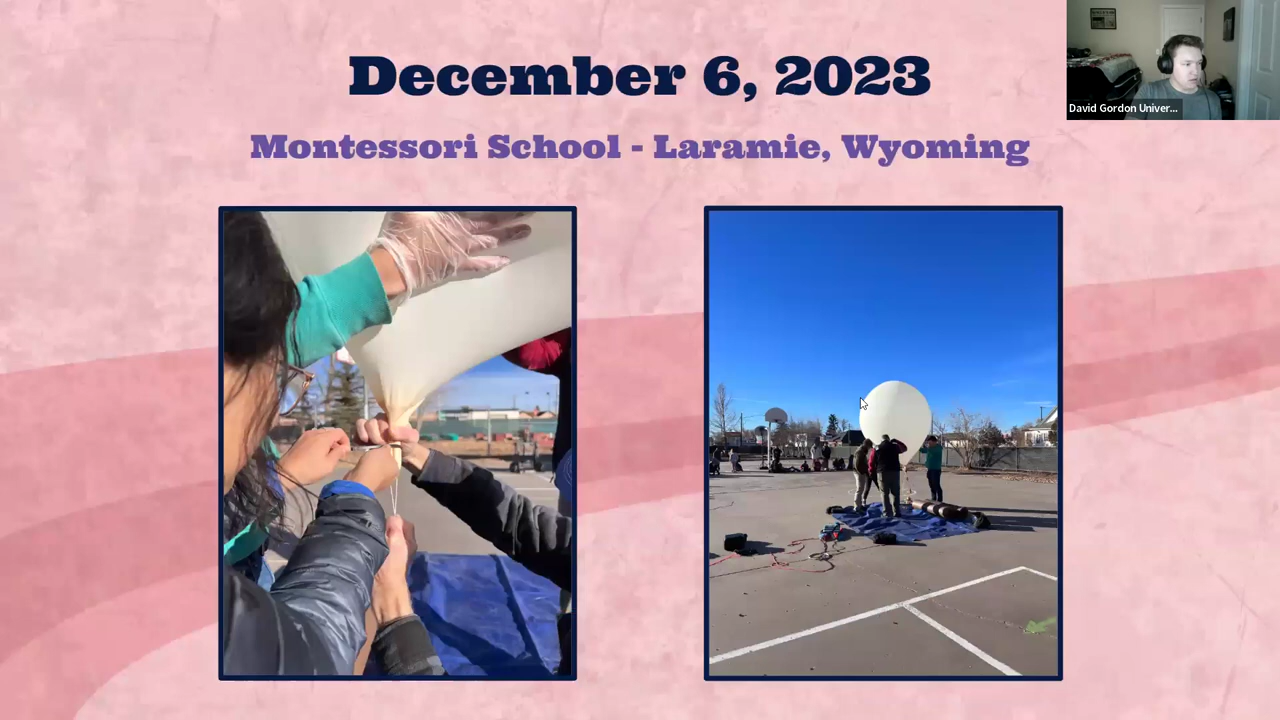 December 6, 2023
Montessori School - Laramie, Wyoming
David Gordon Univer...